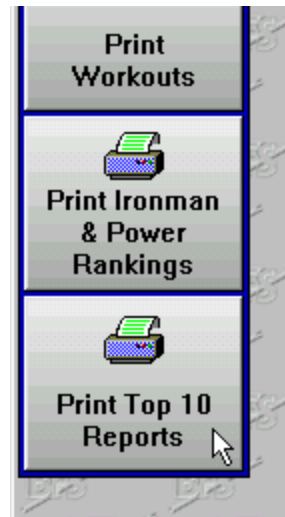 Print
Workouts
Print Ironman
& Power
Rankings
Print Top 10
Reports